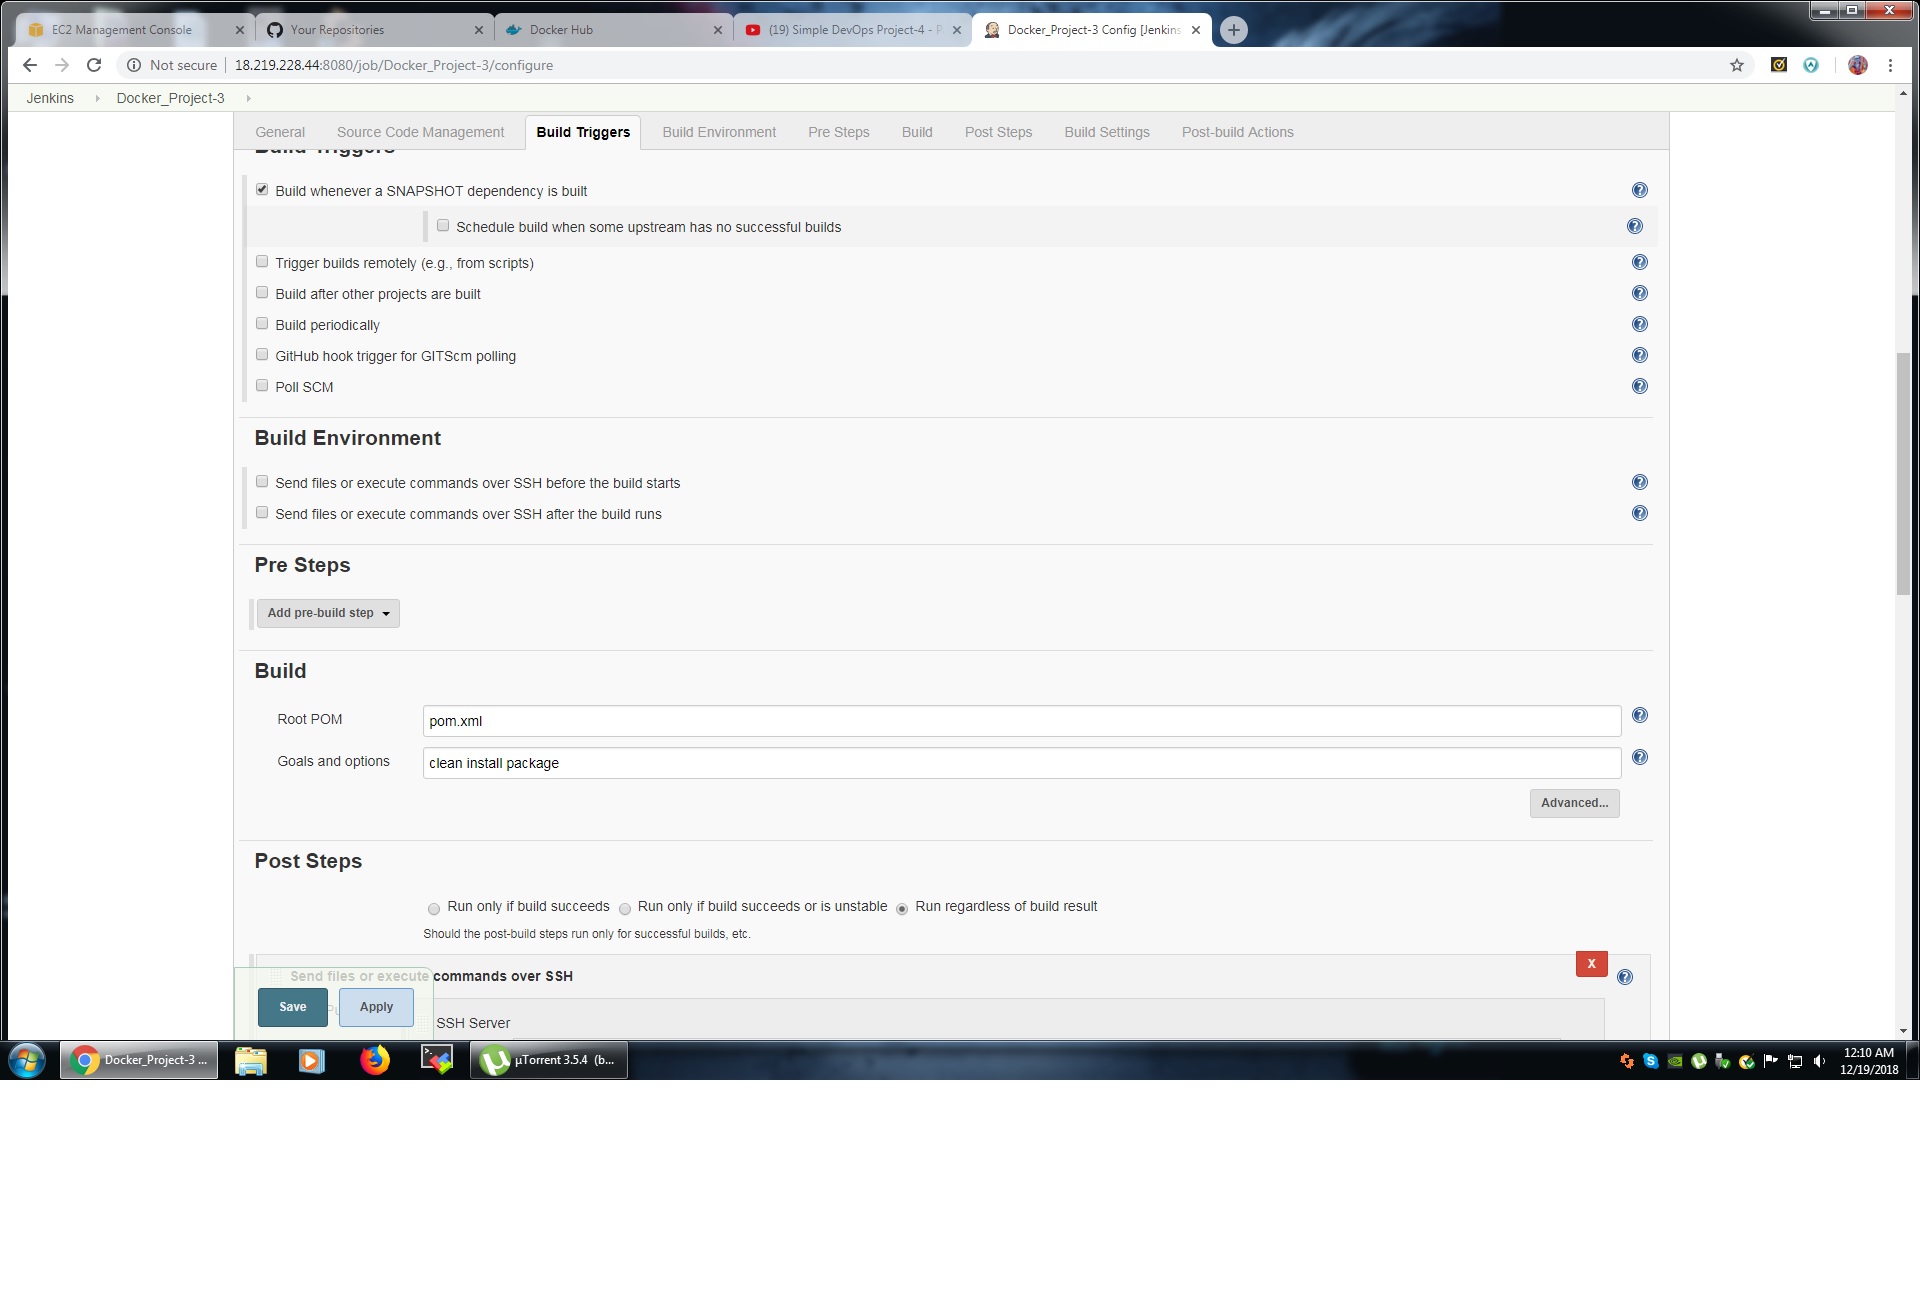 EC2 Management Console
Your Repositories
Docker Hub
(19) Simple DevOps Project-4 - P
Docker_Project-3 Config [Jenkins
Not secure
18.219.228.44:8080/job/Docker_Project-3/configure
Jenkins
Docker_Project-3
General
Source Code Management
Build Triggers
Build Environment
Pre Steps
Build
Post Steps
Build Settings
Post-build Actions
Build Triggers
Build whenever a SNAPSHOT dependency is built
Schedule build when some upstream has no successful builds
Trigger builds remotely (e.g., from scripts)
Build after other projects are built
Build periodically
GitHub hook trigger for GITScm polling
Poll SCM
Build Environment
Send files or execute commands over SSH before the build starts
Send files or execute commands over SSH after the build runs
Pre Steps
Add pre-build step
Build
Root POM
pom.xml
Goals and options
clean install package
Advanced...
Post Steps
Run only if build succeeds
Run only if build succeeds or is unstable
Run regardless of build result
Should the post-build steps run only for successful builds, etc.
X
Send files or execute commands over SSH
Save
Apply
SSH Server
Docker_Project-3 ...
µTorrent 3.5.4 (b...
12:10 AM
12/19/2018